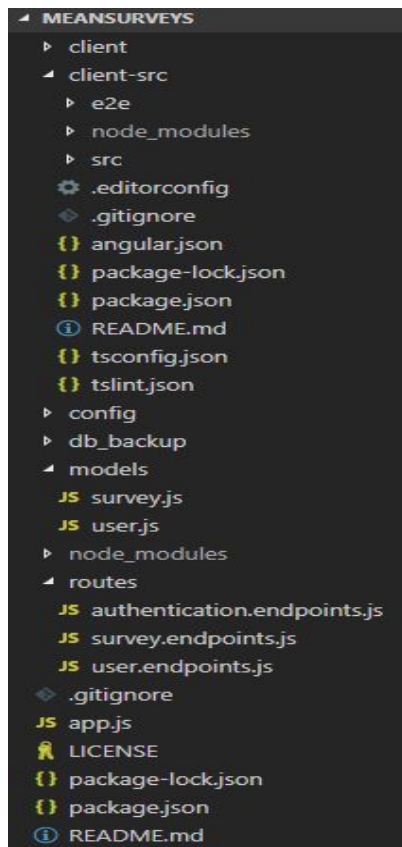 MEANSURVEYS
client
client-src
e2e
node_modules
src
.editorconfig
.gitignore
{} angular.json
{} package-lock.json
{} package.json
README.md
{} tsconfig.json
{} tslint.json
config
db_backup
models
JS survey.js
JS user.js
node_modules
routes
JS authentication.endpoints.js
JS survey.endpoints.js
JS user.endpoints.js
.gitignore
JS app.js
LICENSE
{} package-lock.json
{} package.json
README.md